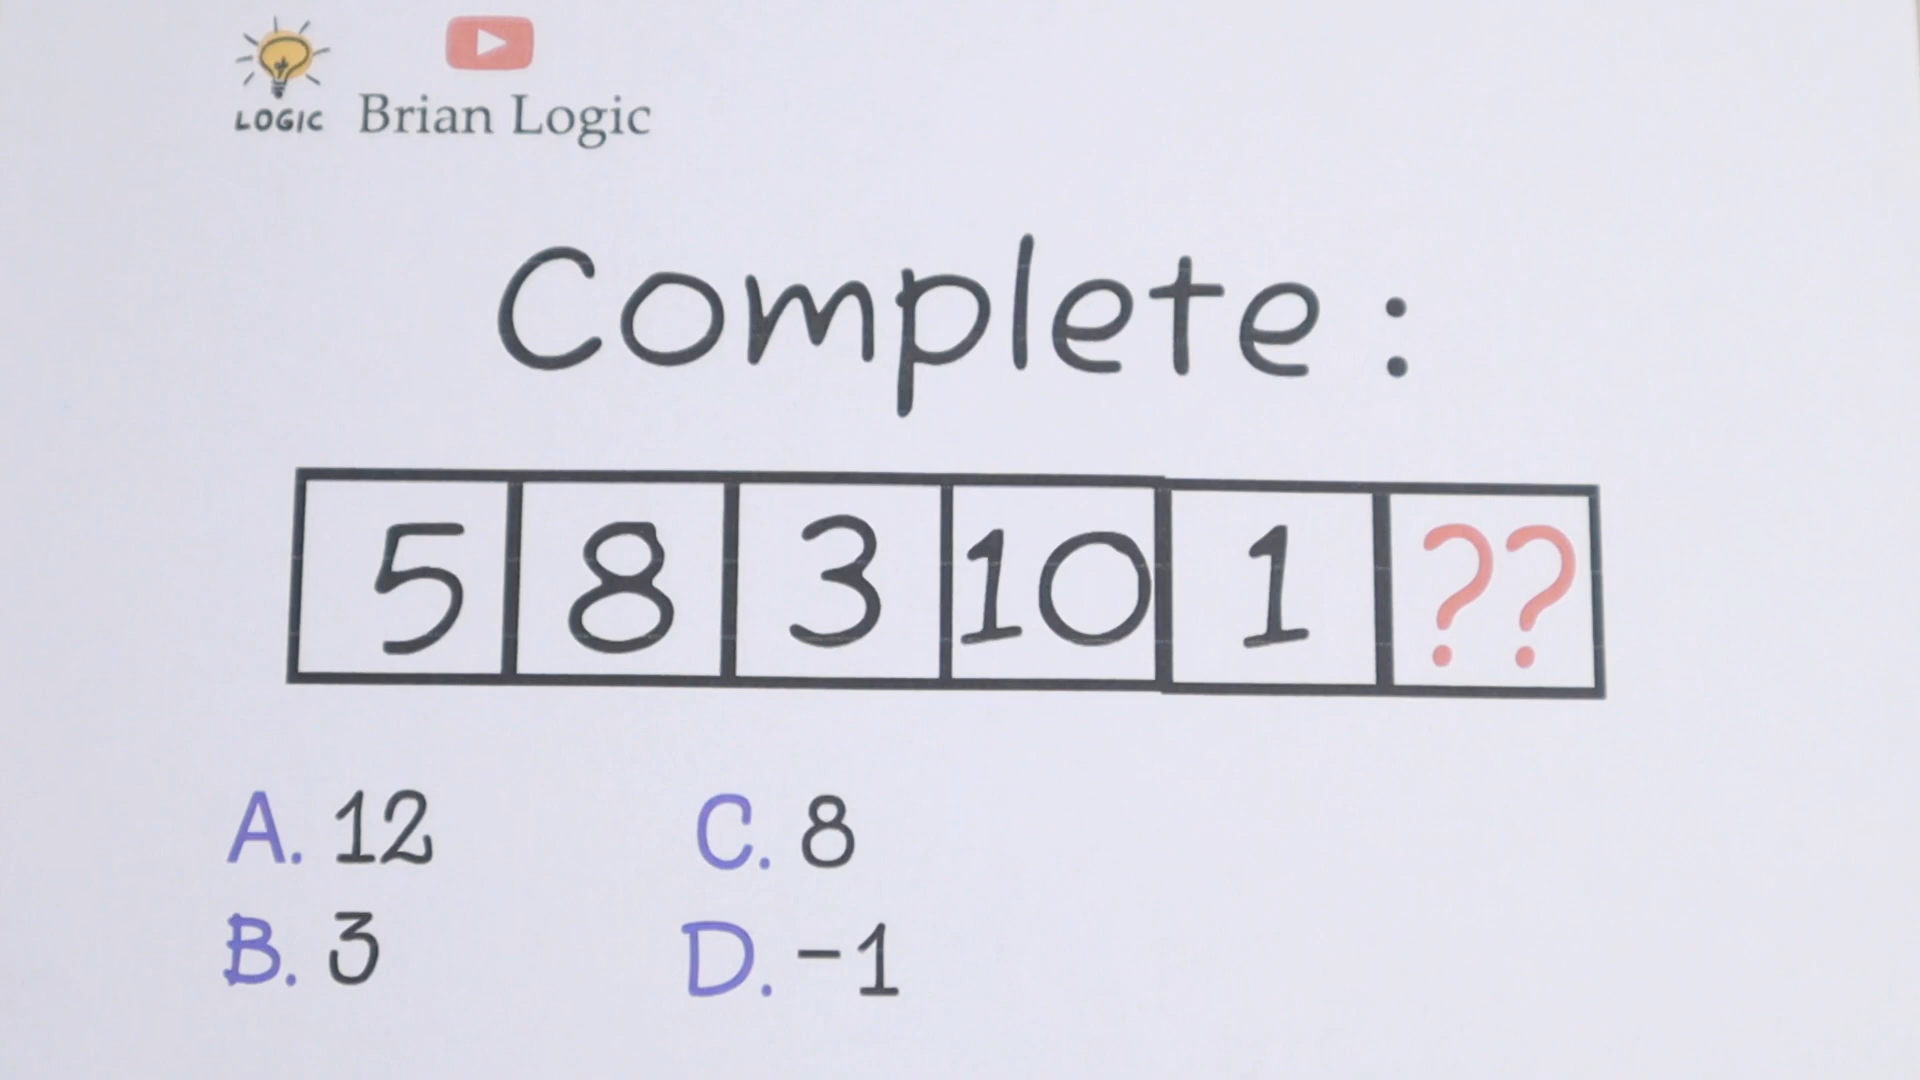 LOGIC Brian Logic
Complete :
5 8 3 10 1 ??
A. 12 C. 8
B. 3 D. -1